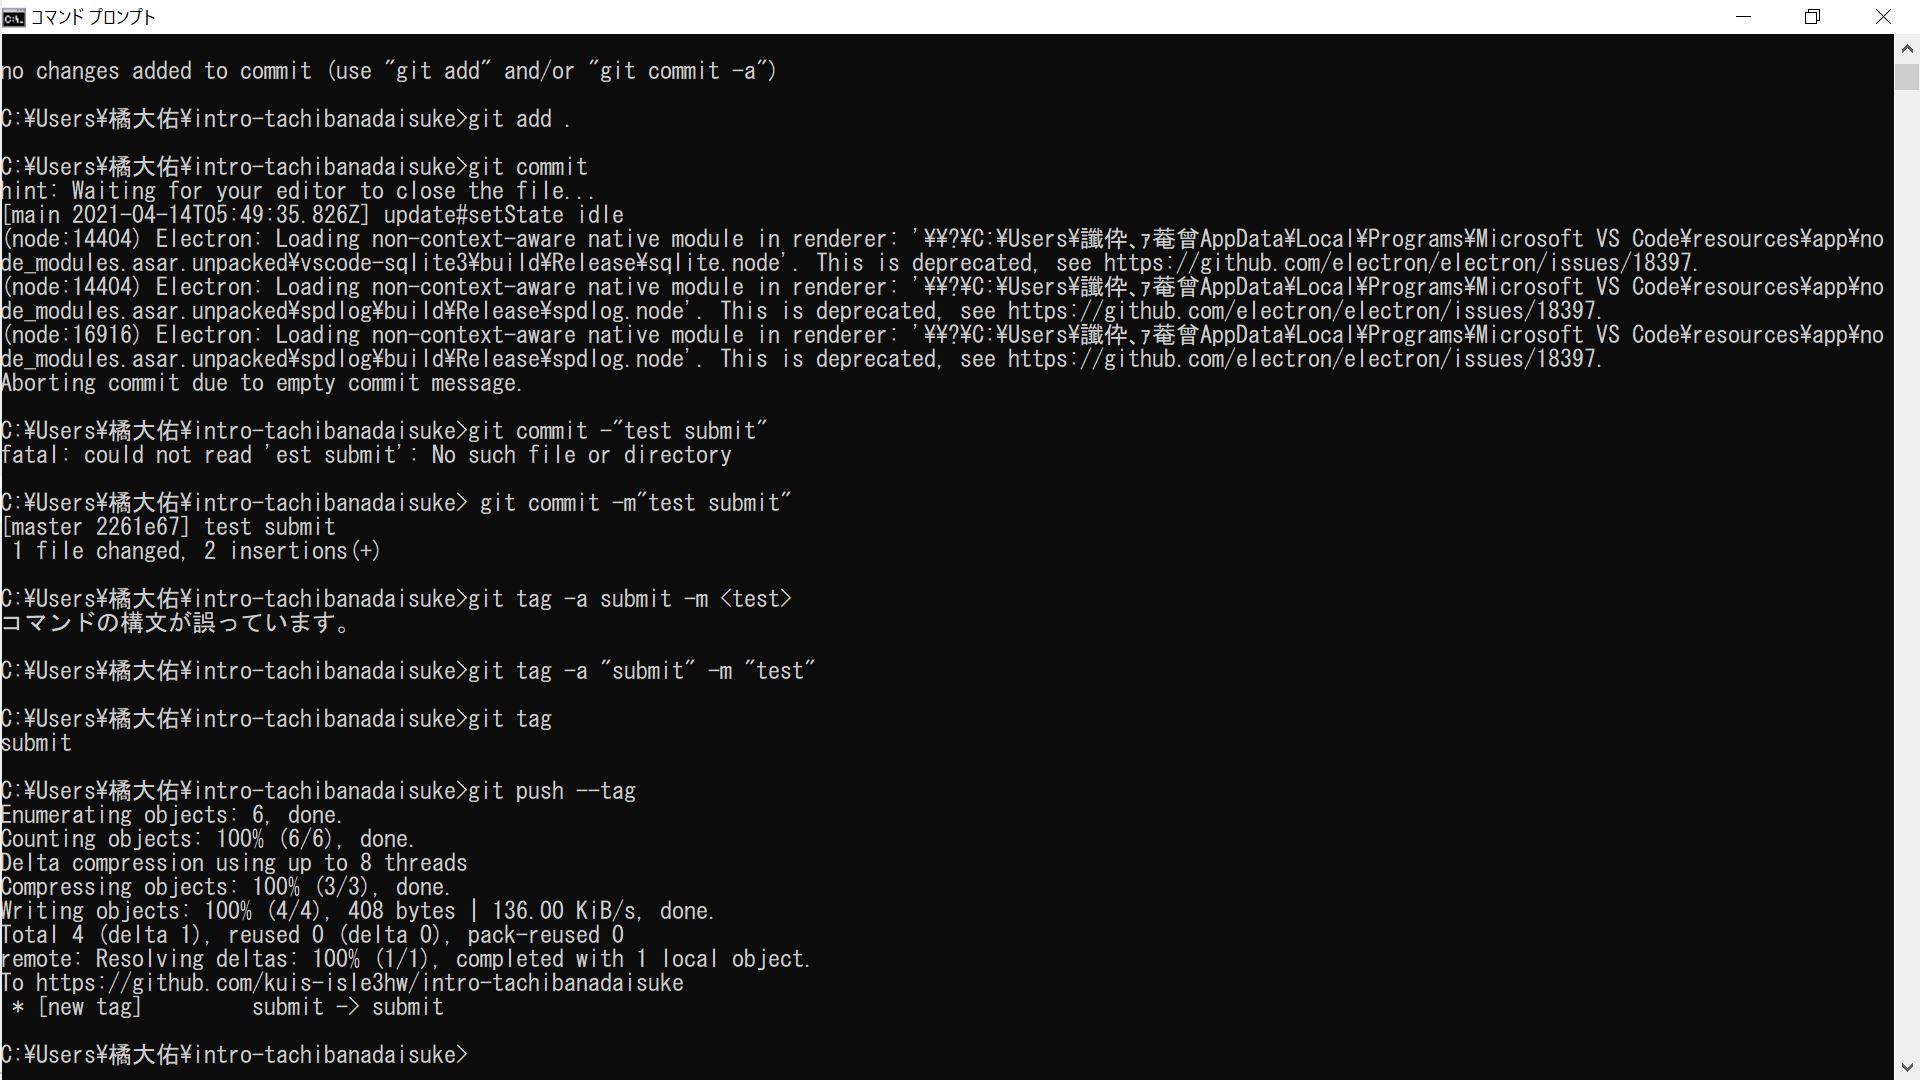 コマンド プロンプト
no changes added to commit (use "git add" and/or "git commit -a")
C:¥Users¥橘大佑¥intro-tachibanadaisuke>git add .
C:¥Users¥橘大佑¥intro-tachibanadaisuke>git commit
hint: Waiting for your editor to close the file...
[main 2021-04-14T05:49:35.826Z] update#setState idle
(node:14404) Electron: Loading non-context-aware native module in renderer: '¥¥?¥C:¥Users¥讖伜､ｧ菴曾AppData¥Local¥Programs¥Microsoft VS Code¥resources¥app¥no
de_modules.asar.unpacked¥vscode-sqlite3¥build¥Release¥sqlite.node'. This is deprecated, see https://github.com/electron/electron/issues/18397.
(node:14404) Electron: Loading non-context-aware native module in renderer: '¥¥?¥C:¥Users¥讖伜､ｧ菴曾AppData¥Local¥Programs¥Microsoft VS Code¥resources¥app¥no
de_modules.asar.unpacked¥spdlog¥build¥Release¥spdlog.node'. This is deprecated, see https://github.com/electron/electron/issues/18397.
(node:16916) Electron: Loading non-context-aware native module in renderer: '¥¥?¥C:¥Users¥讖伜､ｧ菴曾AppData¥Local¥Programs¥Microsoft VS Code¥resources¥app¥no
de_modules.asar.unpacked¥spdlog¥build¥Release¥spdlog.node'. This is deprecated, see https://github.com/electron/electron/issues/18397.
Aborting commit due to empty commit message.
C:¥Users¥橘大佑¥intro-tachibanadaisuke>git commit -"test submit"
fatal: could not read 'est submit': No such file or directory
C:¥Users¥橘大佑¥intro-tachibanadaisuke> git commit -m"test submit"
[master 2261e67] test submit
 1 file changed, 2 insertions(+)
C:¥Users¥橘大佑¥intro-tachibanadaisuke>git tag -a submit -m <test>
コマンドの構文が誤っています。
C:¥Users¥橘大佑¥intro-tachibanadaisuke>git tag -a "submit" -m "test"
C:¥Users¥橘大佑¥intro-tachibanadaisuke>git tag
submit
C:¥Users¥橘大佑¥intro-tachibanadaisuke>git push --tag
Enumerating objects: 6, done.
Counting objects: 100% (6/6), done.
Delta compression using up to 8 threads
Compressing objects: 100% (3/3), done.
Writing objects: 100% (4/4), 408 bytes | 136.00 KiB/s, done.
Total 4 (delta 1), reused 0 (delta 0), pack-reused 0
remote: Resolving deltas: 100% (1/1), completed with 1 local object.
To https://github.com/kuis-isle3hw/intro-tachibanadaisuke
 * [new tag]         submit -> submit
C:¥Users¥橘大佑¥intro-tachibanadaisuke>